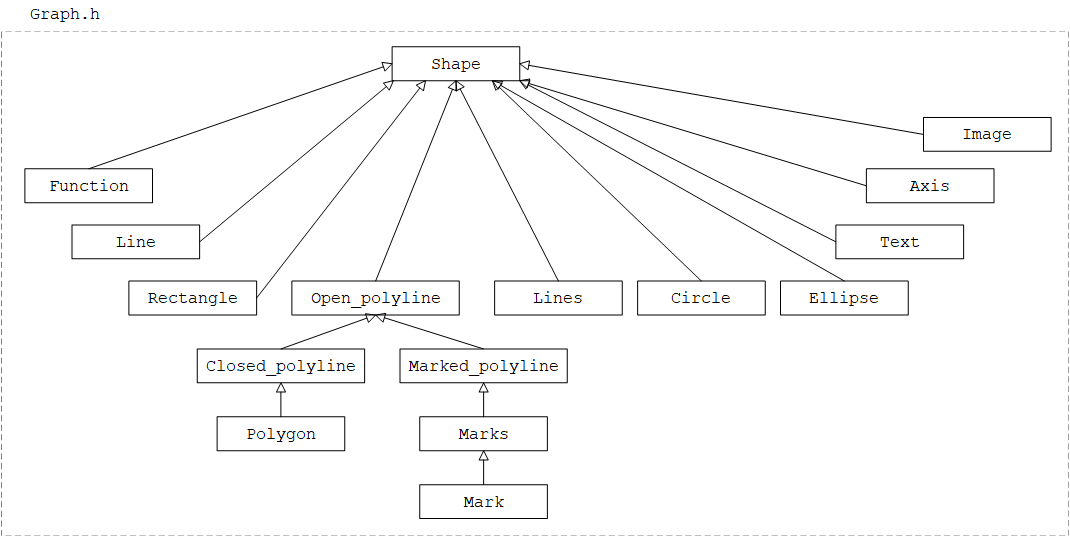 Graph.h
Shape
Image
Function
Axis
Line
Text
Rectangle
Open_polyline
Lines
Circle
Ellipse
Closed_polyline
Marked_polyline
Polygon
Marks
Mark